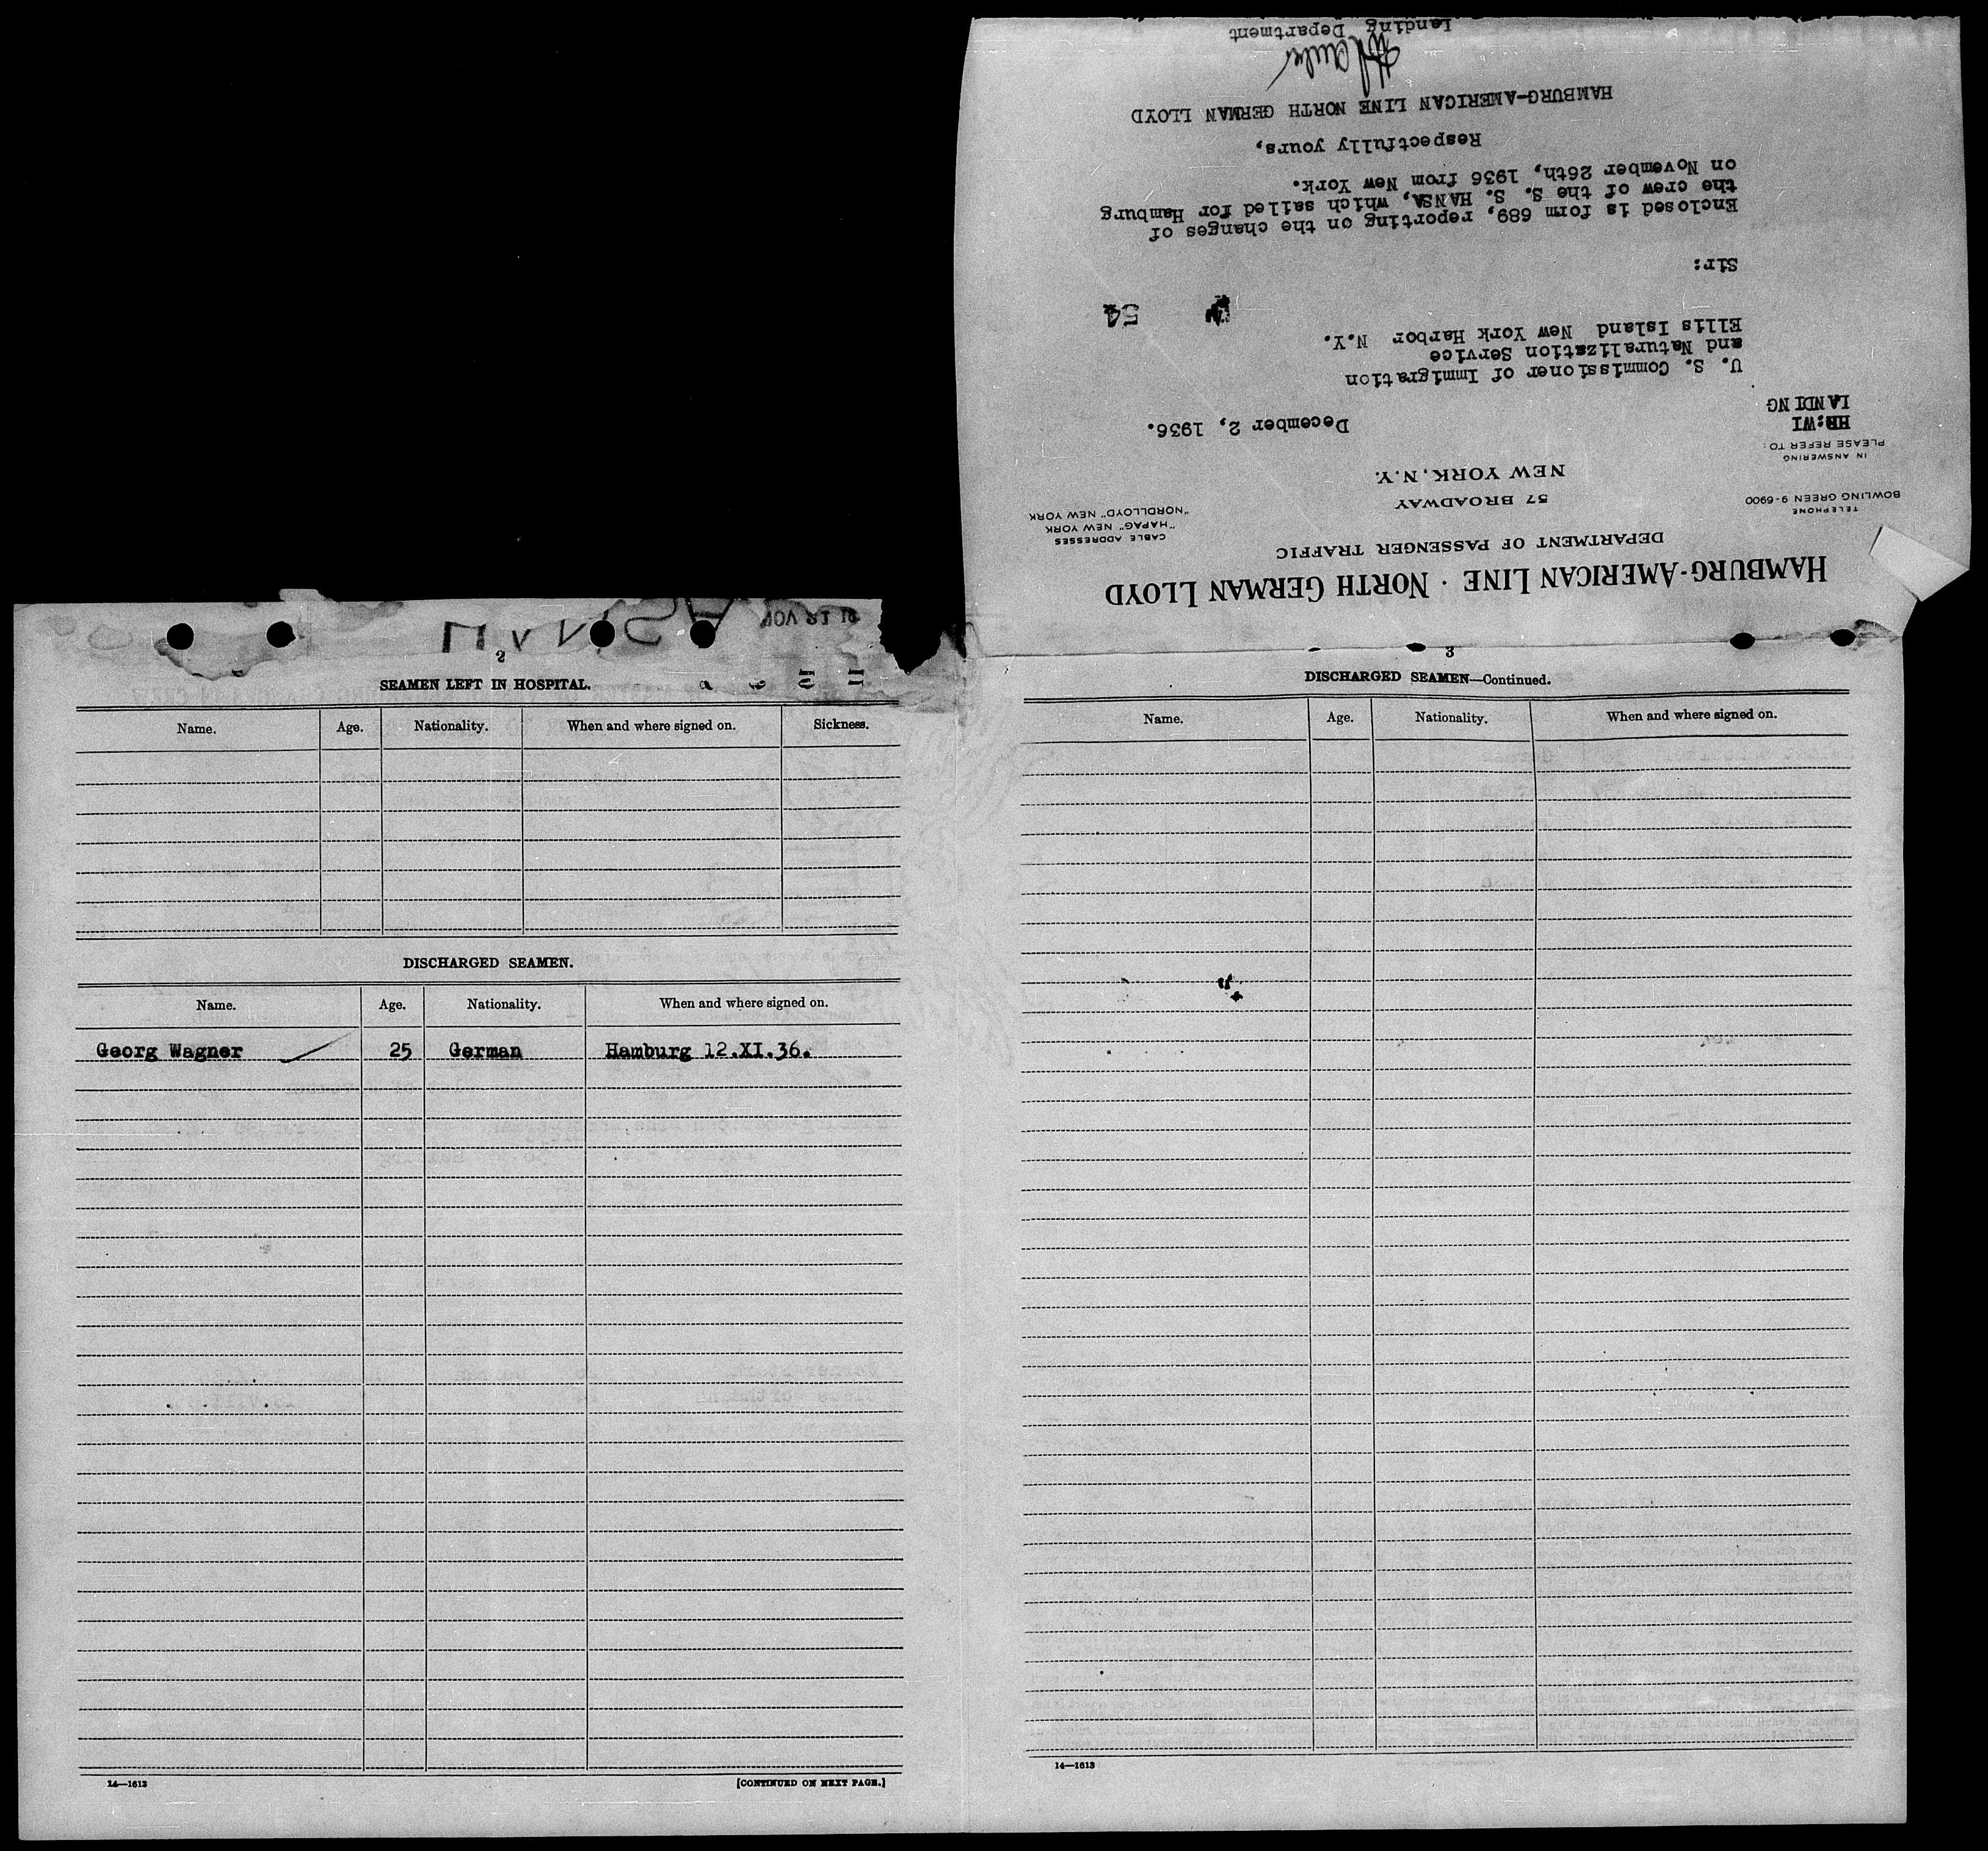 HAMBURG-AMERICAN LINE · NORTH GERMAN LLOYD
DEPARTMENT OF PASSENGER TRAFFIC
TELEPHONE
BOWLING GREEN 9-6900
57 BROADWAY
NEW YORK, N.Y.
CABLE ADDRESSES
"HAPAG" NEW YORK
"NORDLLOYD" NEW YORK
IN ANSWERING
PLEASE REFER TO:
HR:WI
LANDING
December 2, 1936.
U. S. Commissioner of Immigration
and Naturalization Service
Ellis Island New York Harbor N.Y.
54
Sir:
Enclosed is form 689, reporting on the changes of
the crew of the S. S. HANSA, which sailed for Hamburg
on November 26th, 1936 from New York.
Respectfully yours,
HAMBURG-AMERICAN LINE NORTH GERMAN LLOYD
Landing Department
2
SEAMEN LEFT IN HOSPITAL.
Name. Age. Nationality. When and where signed on. Sickness.
DISCHARGED SEAMEN.
Name. Age. Nationality. When and where signed on.
Georg Wagner 25 German Hamburg 12.XI.36.
14—1613
[CONTINUED ON NEXT PAGE.]
3
DISCHARGED SEAMEN—Continued.
Name. Age. Nationality. When and where signed on.
14—1613